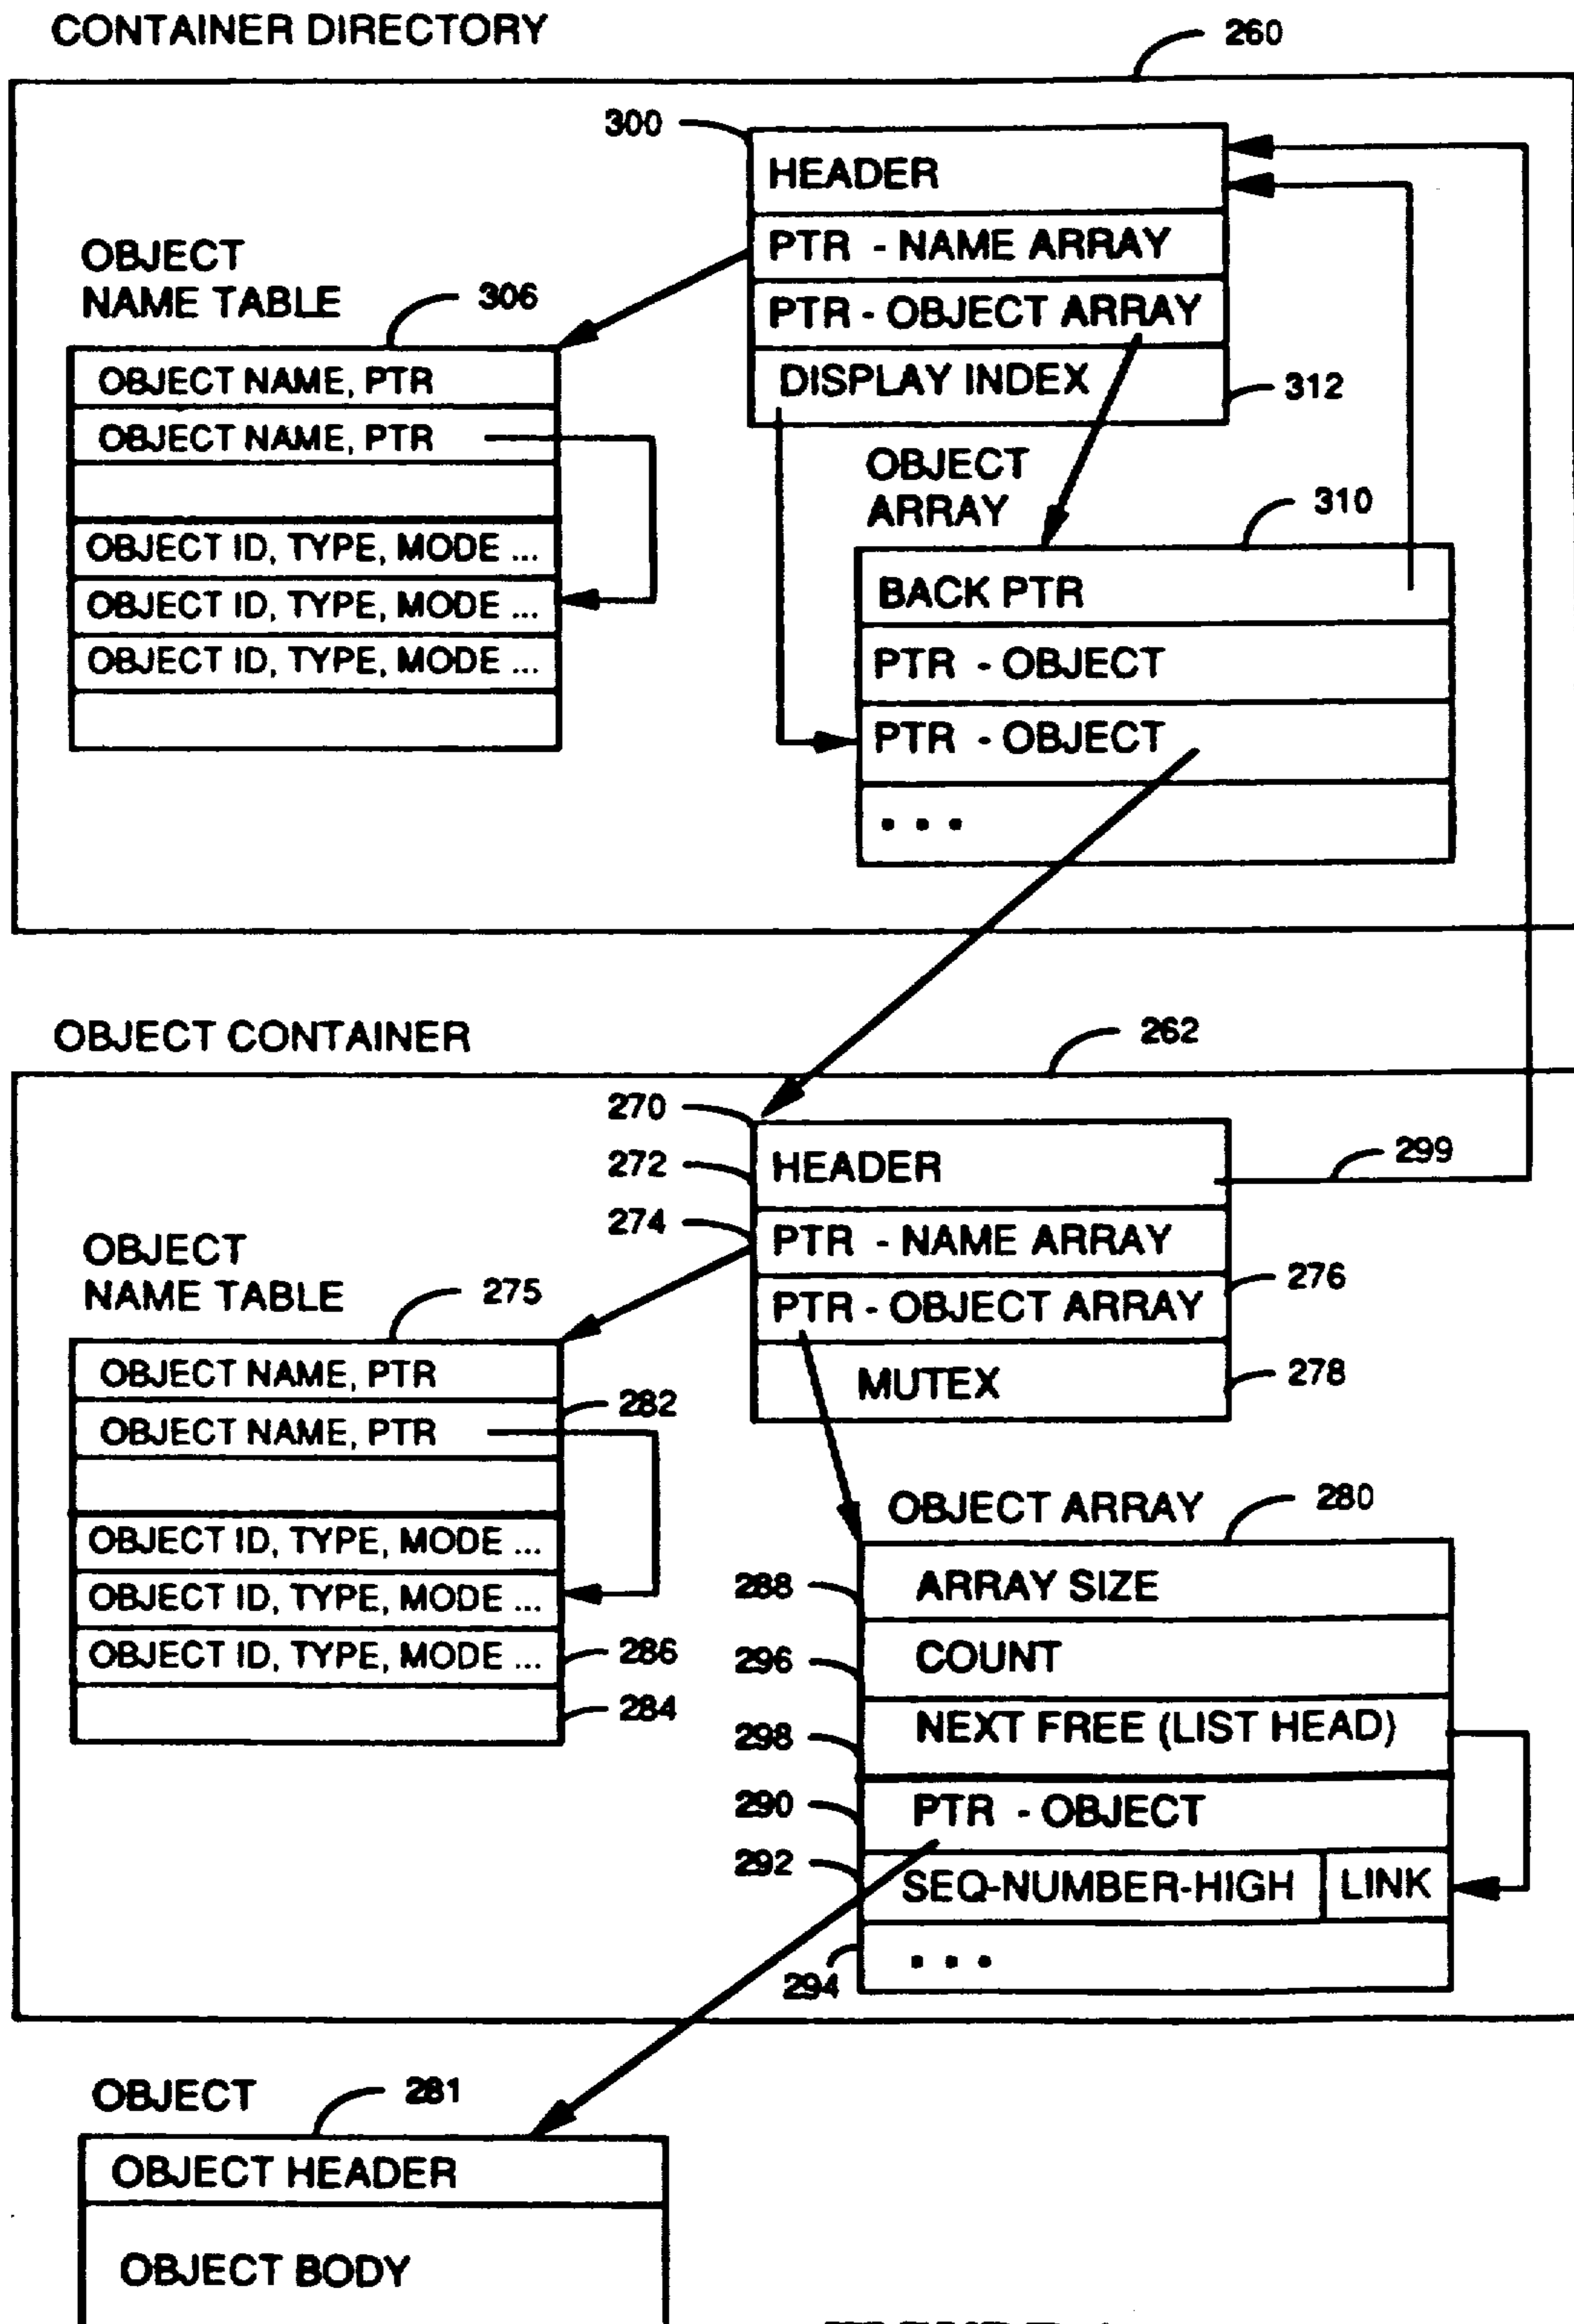 CONTAINER DIRECTORY
260
300
HEADER
PTR - NAME ARRAY
PTR - OBJECT ARRAY
DISPLAY INDEX
312
OBJECT
NAME TABLE
306
OBJECT NAME, PTR
OBJECT NAME, PTR
OBJECT ID, TYPE, MODE ...
OBJECT ID, TYPE, MODE ...
OBJECT ID, TYPE, MODE ...
OBJECT
ARRAY
310
BACK PTR
PTR - OBJECT
PTR - OBJECT
...
OBJECT CONTAINER
262
270
272
HEADER
299
274
PTR - NAME ARRAY
PTR - OBJECT ARRAY
276
MUTEX
278
OBJECT
NAME TABLE
275
OBJECT NAME, PTR
282
OBJECT NAME, PTR
OBJECT ID, TYPE, MODE ...
OBJECT ID, TYPE, MODE ...
OBJECT ID, TYPE, MODE ...
286
284
OBJECT ARRAY
280
288
ARRAY SIZE
296
COUNT
298
NEXT FREE (LIST HEAD)
290
PTR - OBJECT
292
SEQ-NUMBER-HIGH
LINK
294
...
OBJECT
281
OBJECT HEADER
OBJECT BODY